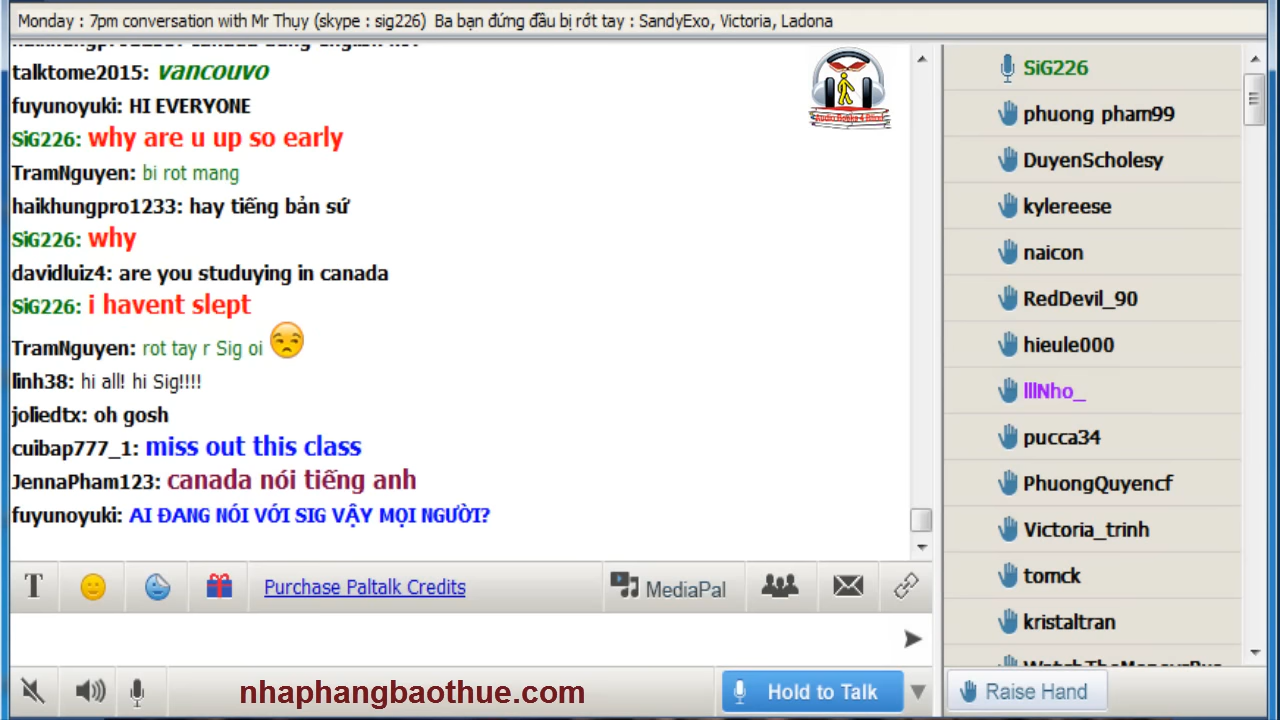 Monday : 7pm conversation with Mr Thụy (skype : sig226) Ba bạn đứng đầu bị rớt tay : SandyExo, Victoria, Ladona
talktome2015: vancouvo
fuyunoyuki: HI EVERYONE
SiG226: why are u up so early
TramNguyen: bi rot mang
haikhungpro1233: hay tiếng bản sứ
SiG226: why
davidluiz4: are you studuying in canada
SiG226: i havent slept
TramNguyen: rot tay r Sig oi
linh38: hi all! hi Sig!!!!
joliedtx: oh gosh
cuibap777_1: miss out this class
JennaPham123: canada nói tiếng anh
fuyunoyuki: AI ĐANG NÓI VỚI SIG VẬY MỌI NGƯỜI?
T
Purchase Paltalk Credits
MediaPal
nhaphangbaothue.com
Hold to Talk
SiG226
phuong pham99
DuyenScholesy
kylereese
naicon
RedDevil_90
hieule000
lllNho_
pucca34
PhuongQuyencf
Victoria_trinh
tomck
kristaltran
Raise Hand